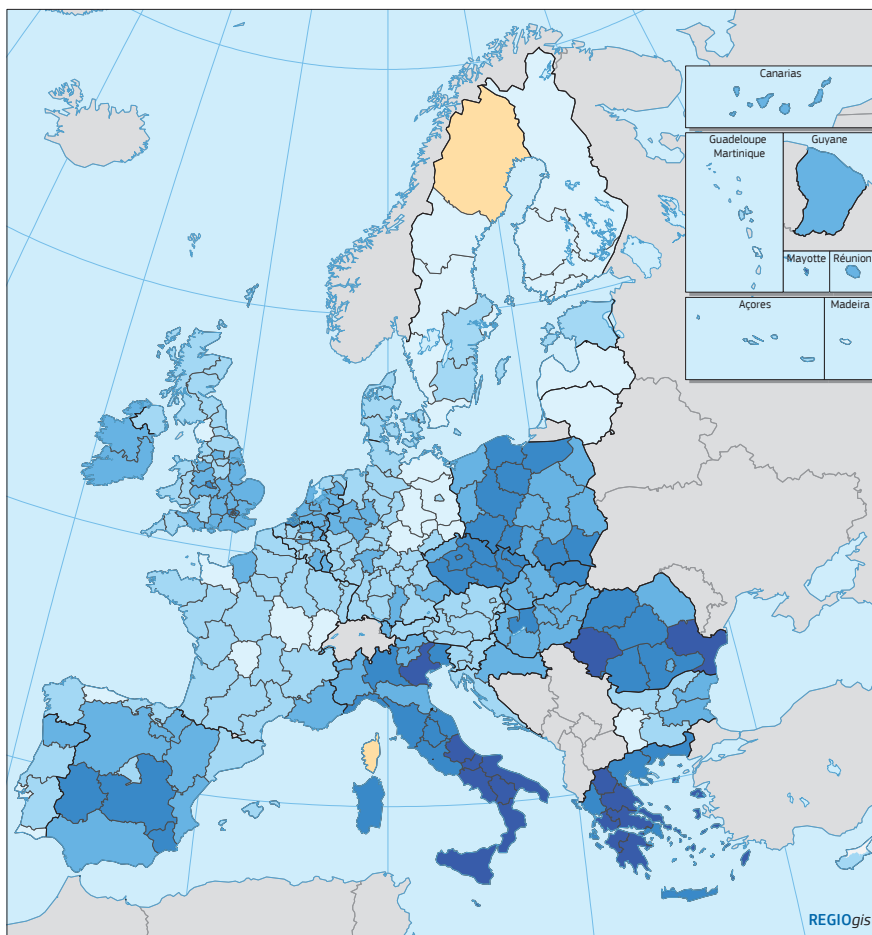 Canarias
Guadeloupe
Martinique
Guyane
Mayotte
Réunion
Açores
Madeira
REGIOgis